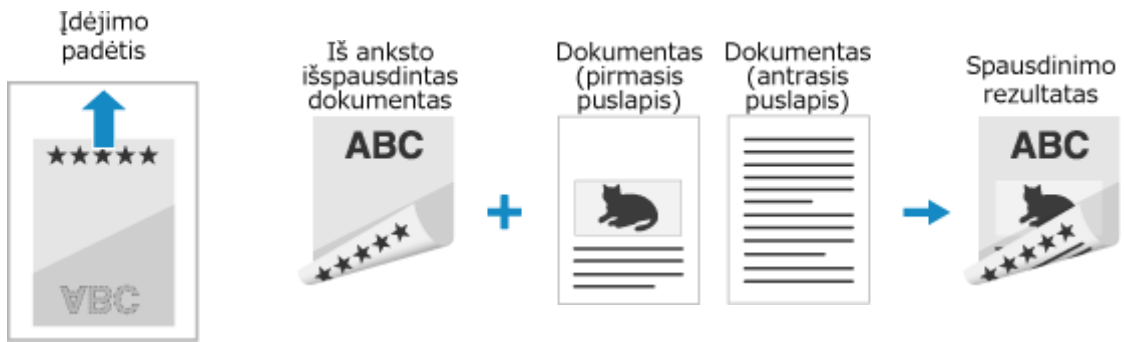 Įdėjimo
padėtis
★★★★★
ABC
Iš anksto
išspausdintas
dokumentas
ABC
★★★★★
+
Dokumentas
(pirmasis
puslapis)
Dokumentas
(antrasis
puslapis)
Spausdinimo
rezultatas
ABC
★★★★★